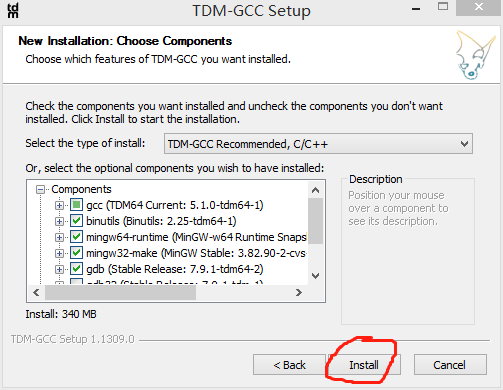 tdm
TDM-GCC Setup
New Installation: Choose Components
Choose which features of TDM-GCC you want installed.
Check the components you want installed and uncheck the components you don't want
installed. Click Install to start the installation.
Select the type of install:
TDM-GCC Recommended, C/C++
Or, select the optional components you wish to have installed:
Components
gcc (TDM64 Current: 5.1.0-tdm64-1)
binutils (Binutils: 2.25-tdm64-1)
mingw64-runtime (MinGW-w64 Runtime Snaps
mingw32-make (MinGW Stable: 3.82.90-2-cvs
gdb (Stable Release: 7.9.1-tdm64-2)
Description
Position your mouse
over a component to
see its description.
Install: 340 MB
TDM-GCC Setup 1.1309.0
< Back
Install
Cancel